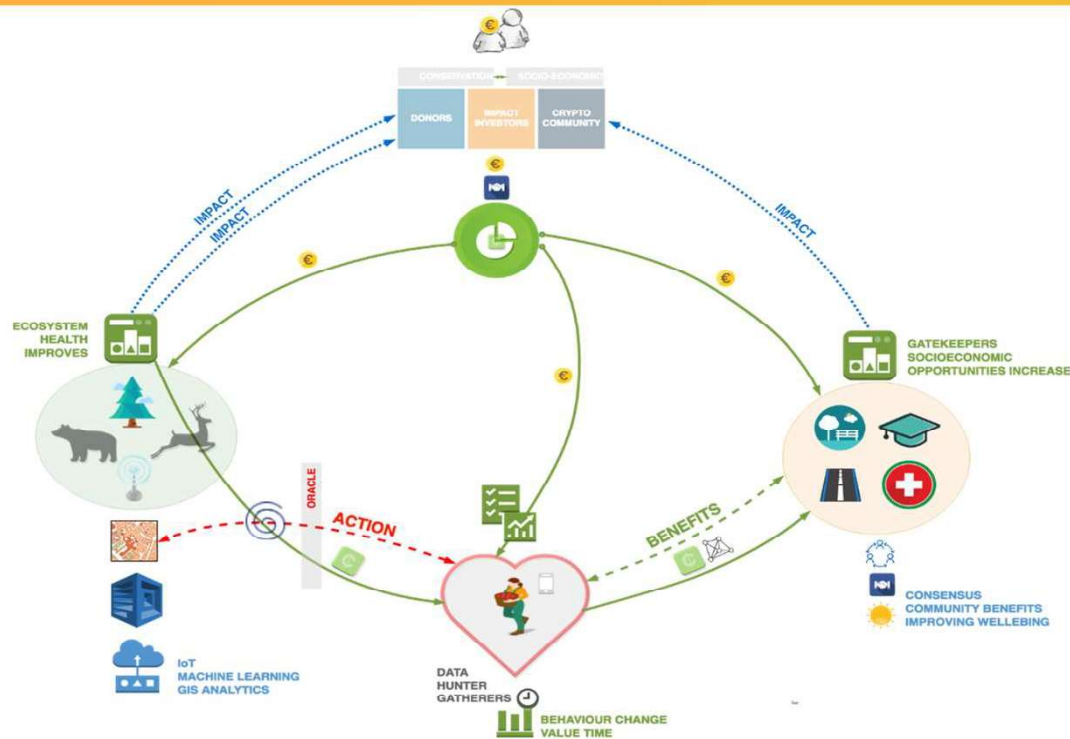 CONSERVATION
SOCIO-ECONOMIC
DONORS
IMPACT
INVESTORS
CRYPTO
COMMUNITY
IMPACT
IMPACT
IMPACT
ECOSYSTEM
HEALTH
IMPROVES
GATEKEEPERS
SOCIOECONOMIC
OPPORTUNITIES INCREASE
ORACLE
ACTION
BENEFITS
CONSENSUS
COMMUNITY BENEFITS
IMPROVING WELLEBING
IoT
MACHINE LEARNING
GIS ANALYTICS
DATA
HUNTER
GATHERERS
BEHAVIOUR CHANGE
VALUE TIME